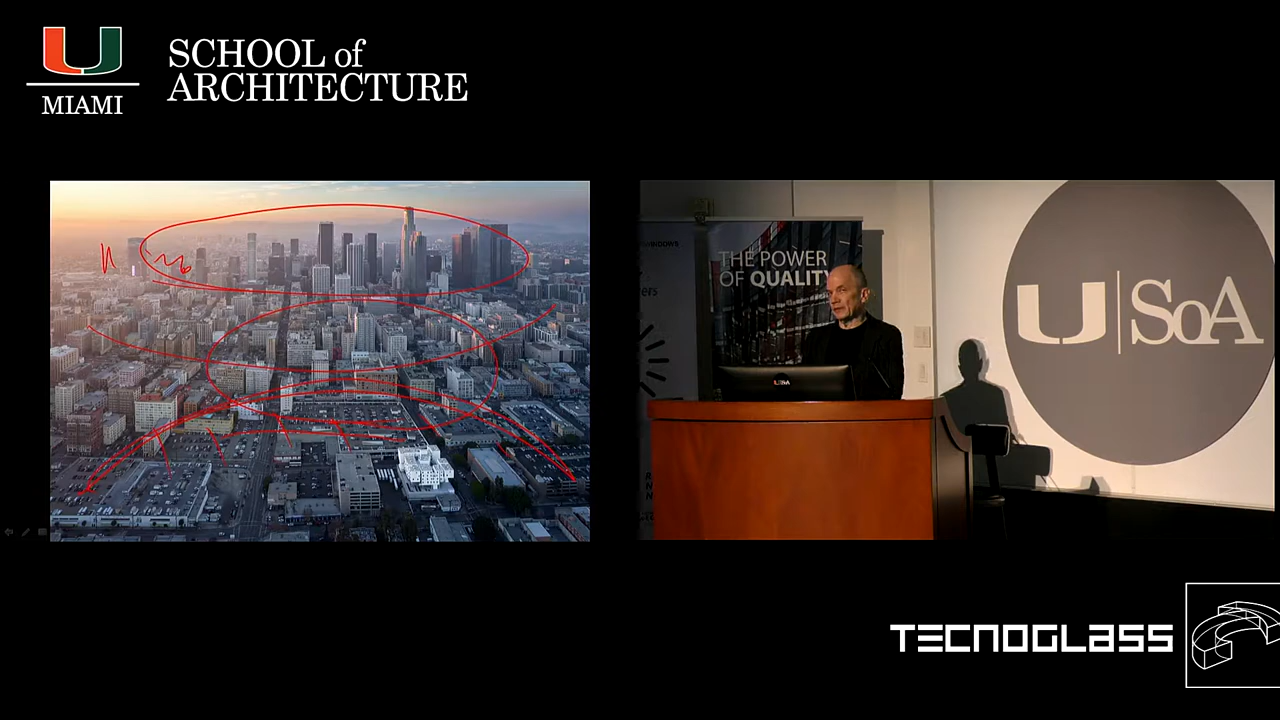 SCHOOL of
ARCHITECTURE
MIAMI
THE POWER
OF QUALITY
U SoA
TECNOGLASS